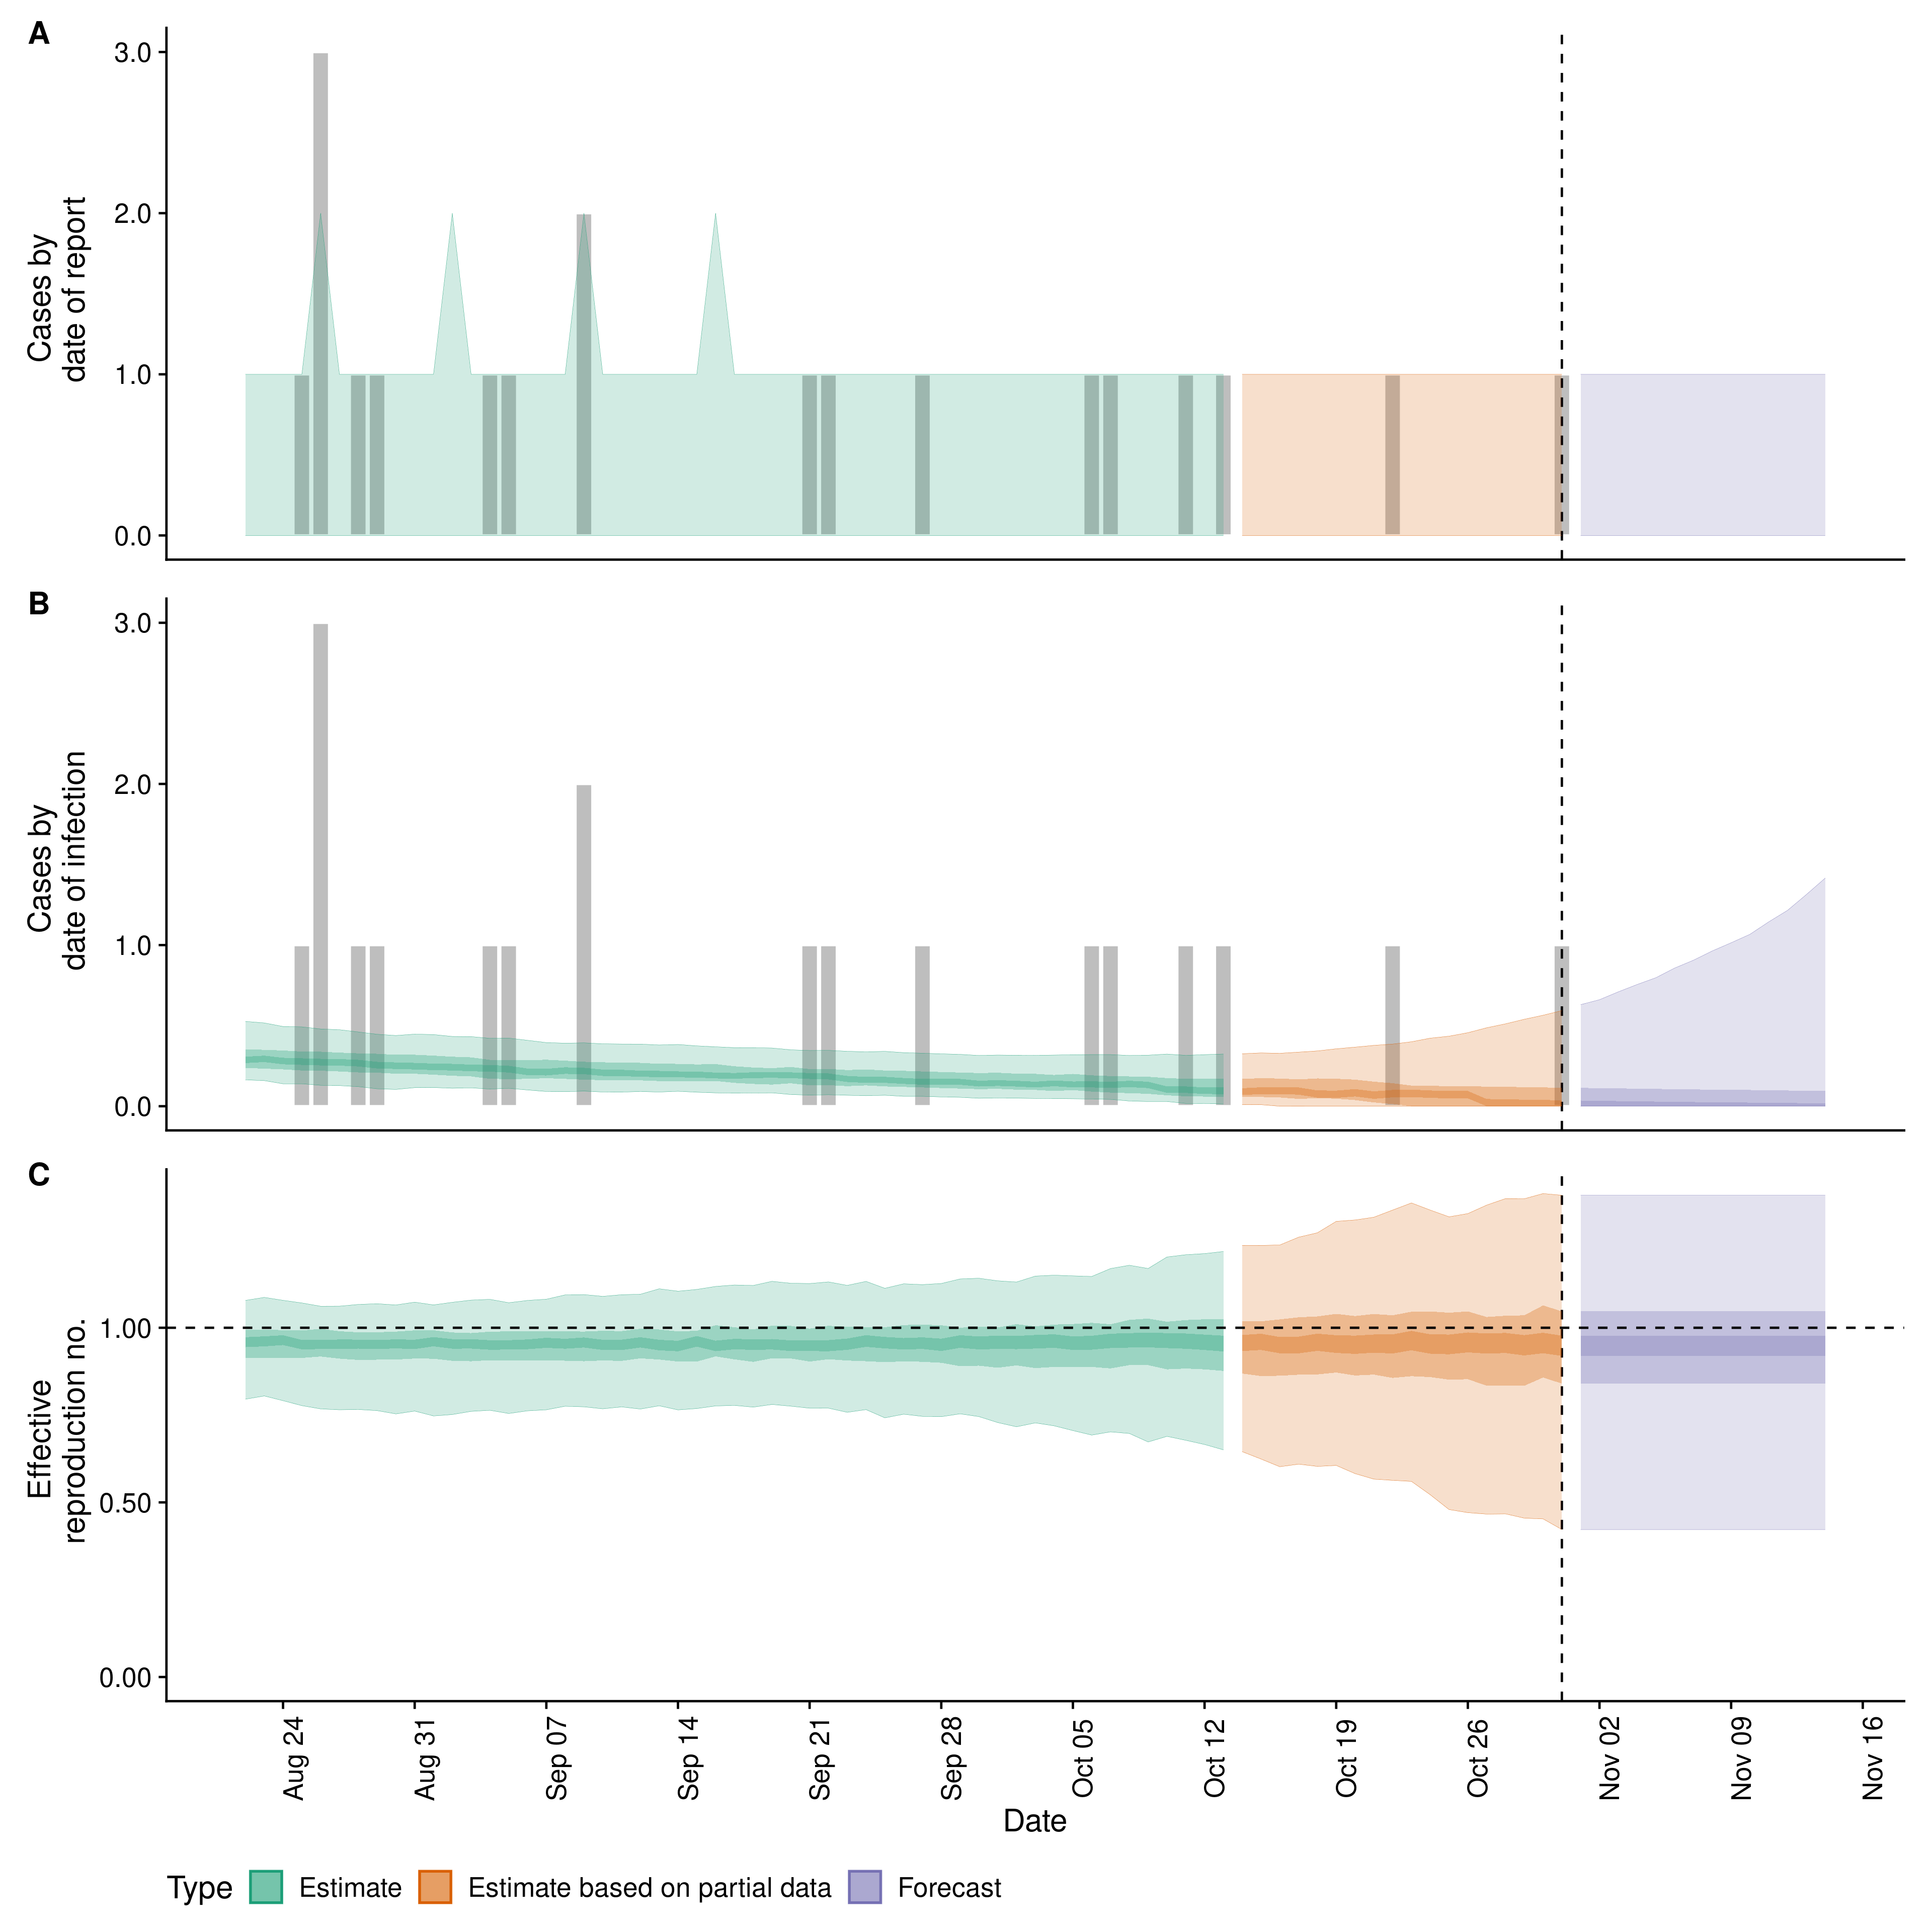 A
3.0
2.0
1.0
0.0
Cases by
date of report
B
3.0
2.0
1.0
0.0
Cases by
date of infection
C
1.00
0.50
0.00
Effective
reproduction no.
Aug 24
Aug 31
Sep 07
Sep 14
Sep 21
Sep 28
Oct 05
Oct 12
Oct 19
Oct 26
Nov 02
Nov 09
Nov 16
Date
Type Estimate Estimate based on partial data Forecast